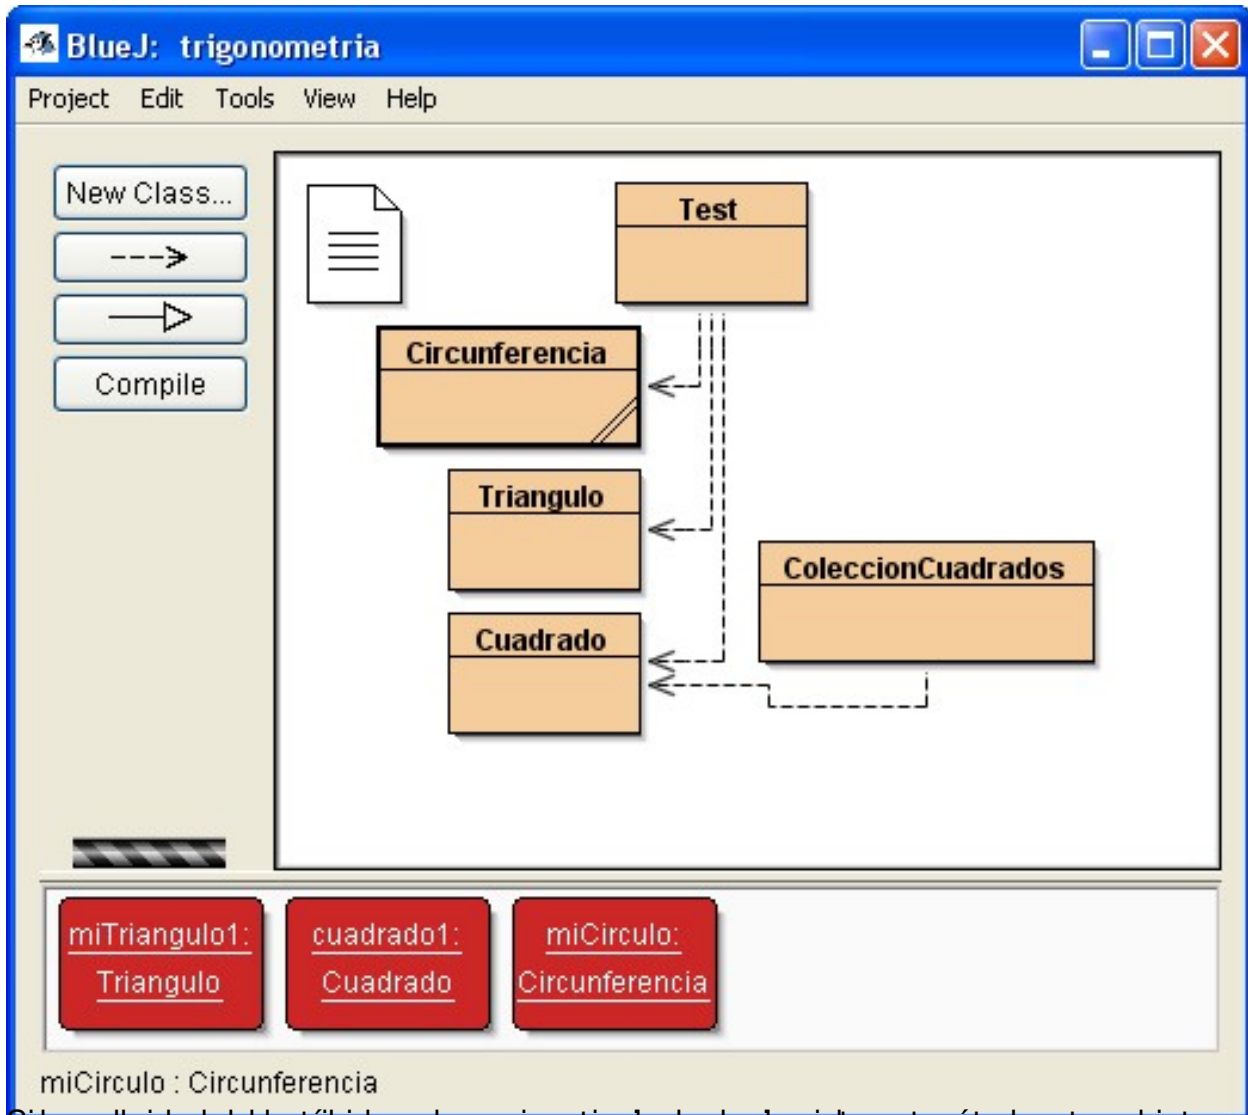 BlueJ: trigonometria
Project Edit Tools View Help
New Class...
Compile
Test
Circunferencia
Triangulo
Cuadrado
ColeccionCuadrados
miTriangulo1:
Triangulo
cuadrado1:
Cuadrado
miCirculo:
Circunferencia
miCirculo : Circunferencia